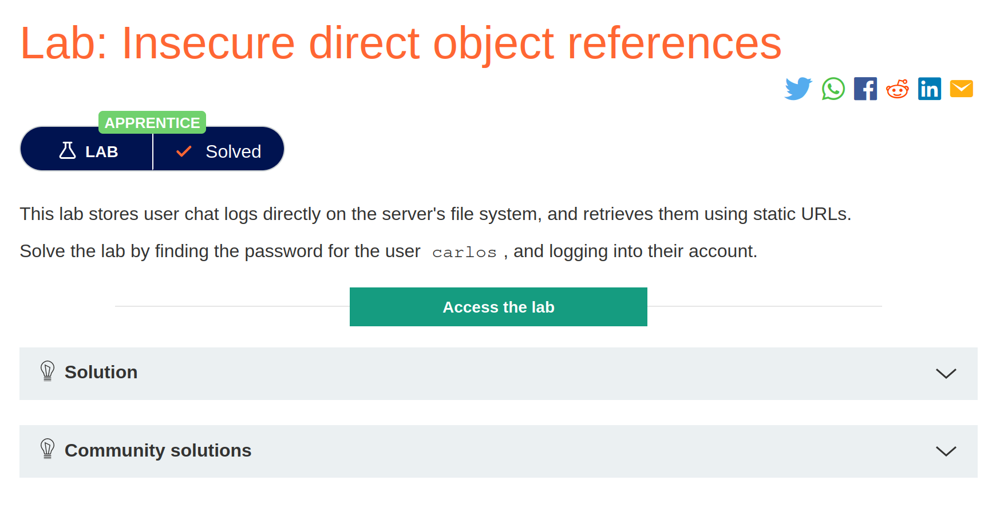 Lab: Insecure direct object references
APPRENTICE
LAB Solved
This lab stores user chat logs directly on the server's file system, and retrieves them using static URLs.
Solve the lab by finding the password for the user carlos , and logging into their account.
Access the lab
Solution
Community solutions